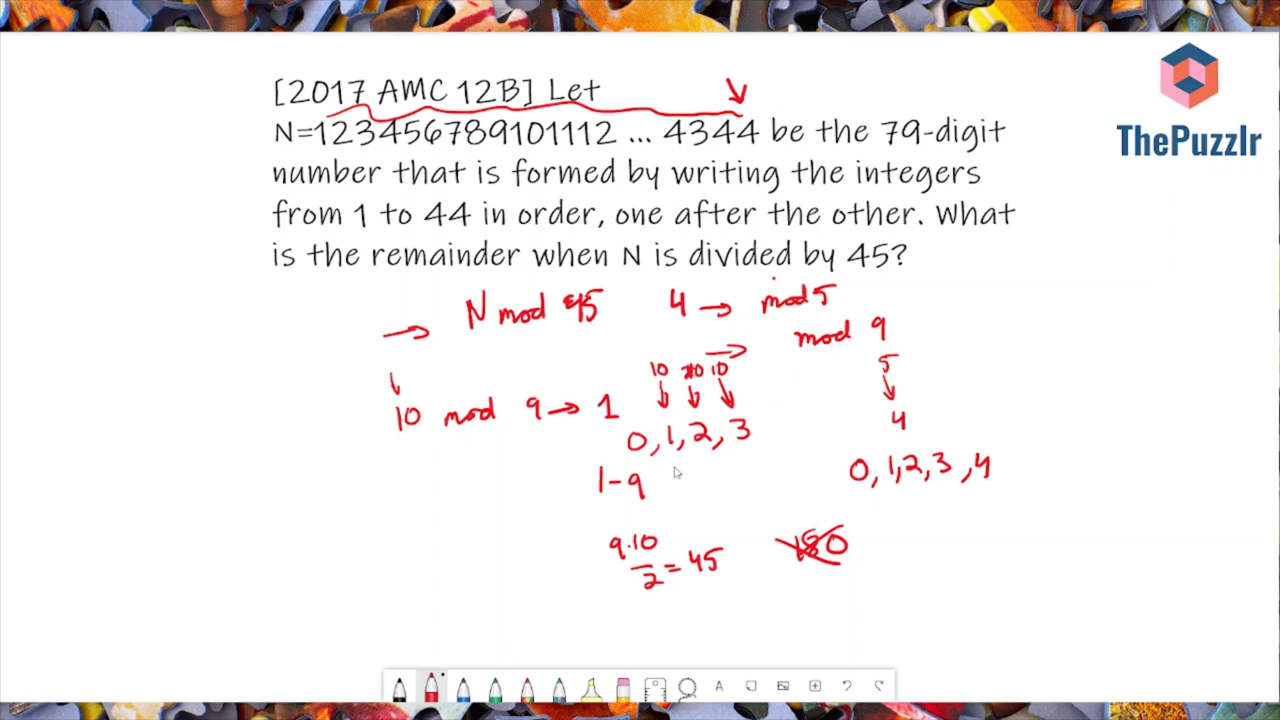 [2017 AMC 12B] Let
N=123456789101112 ... 4344 be the 79-digit
number that is formed by writing the integers
from 1 to 44 in order, one after the other. What
is the remainder when N is divided by 45?
ThePuzzlr
N mod 45 4 → mod 5
mod 9
10 10 10
5
10 mod 9 → 1
4
0, 1, 2, 3
1-9
0, 1, 2, 3, 4
9·10
2
= 45
A